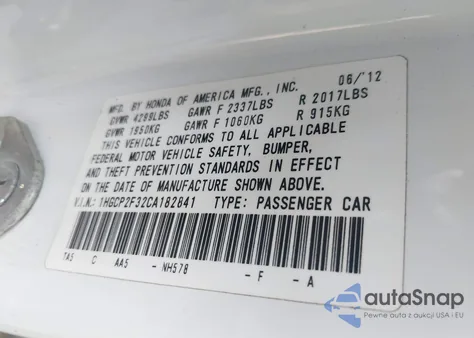 MFD. BY HONDA OF AMERICA MFG., INC. 06/'12
GVWR 4299LBS GAWR F 2337LBS R 2017LBS
GVWR 1950KG GAWR F 1060KG R 915KG
THIS VEHICLE CONFORMS TO ALL APPLICABLE
FEDERAL MOTOR VEHICLE SAFETY, BUMPER,
AND THEFT PREVENTION STANDARDS IN EFFECT
ON THE DATE OF MANUFACTURE SHOWN ABOVE.
V.I.N.: 1HGCP2F32CA182841 TYPE: PASSENGER CAR
TA5 C AA5 - NH578 - F - A
autaSnap
Pewne auta z aukcji USA i EU